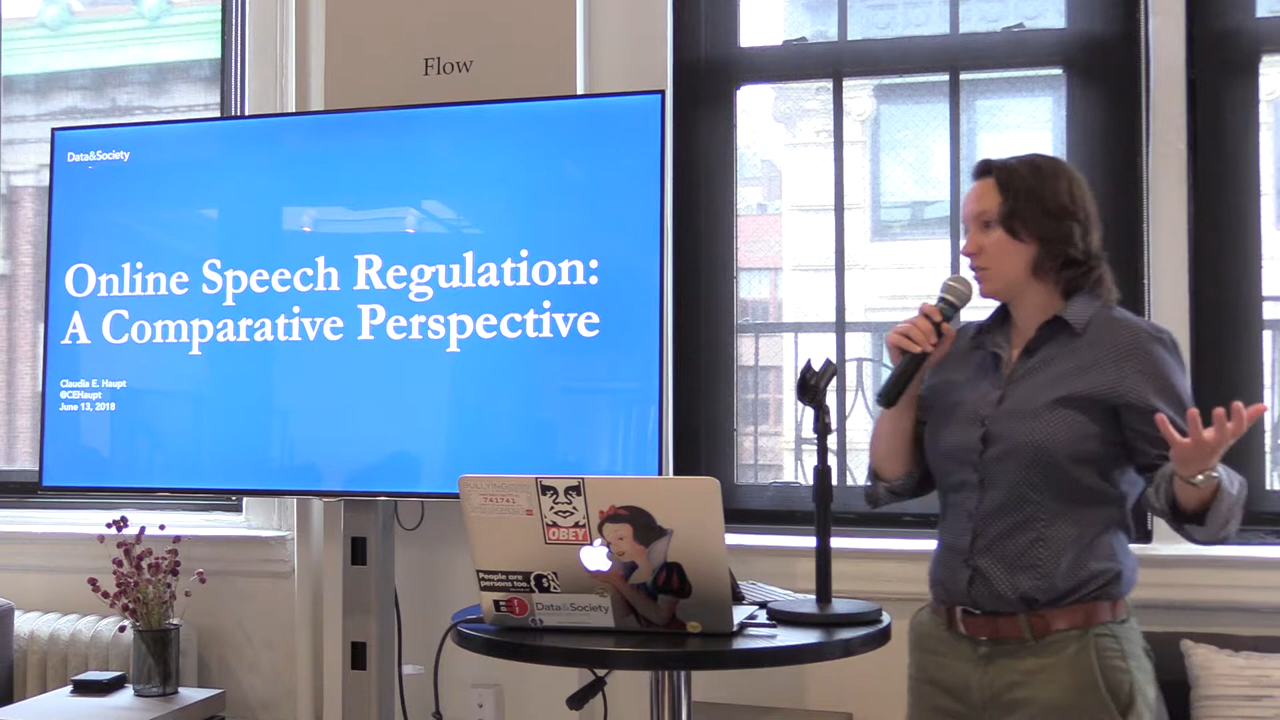 Flow
Data&Society
Online Speech Regulation:
A Comparative Perspective
Claudia E. Haupt
@CEHaupt
June 13, 2018
BULLYING
741741
OBEY
People are
persons too.
Data&Society